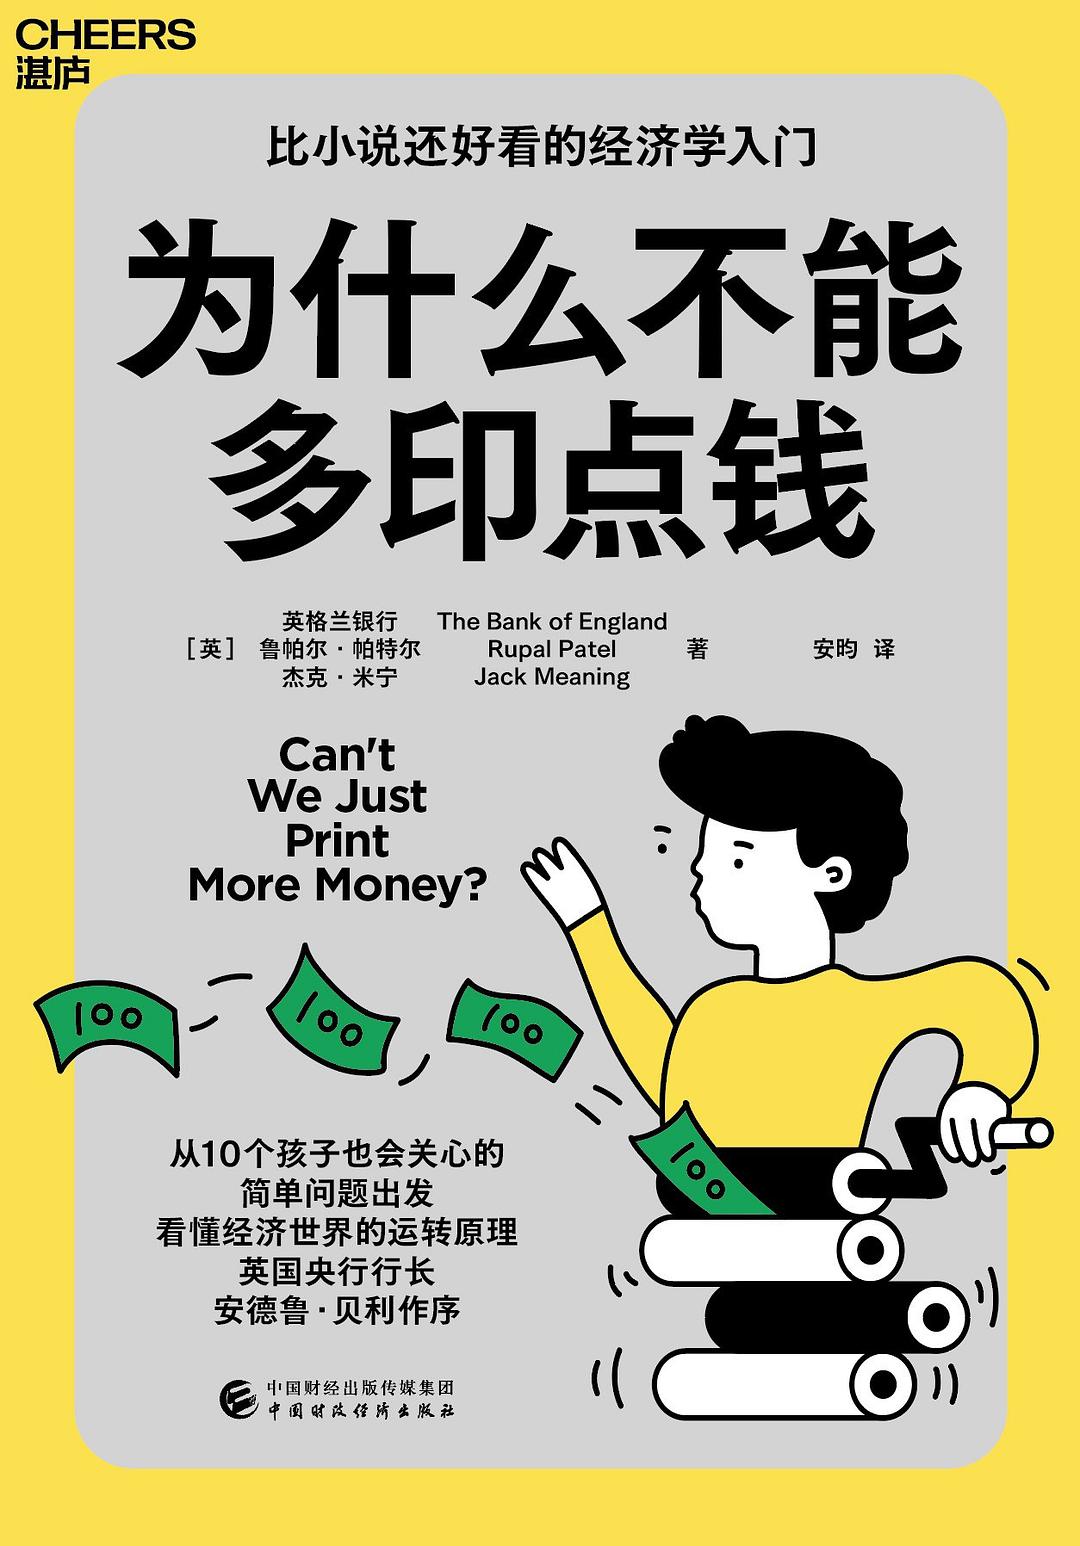 CHEERS
湛庐
比小说还好看的经济学入门
为什么不能
多印点钱
英格兰银行 The Bank of England
[英] 鲁帕尔·帕特尔 Rupal Patel 著 安昀 译
杰克·米宁 Jack Meaning
Can't
We Just
Print
More Money?
100 100 100
100
从10个孩子也会关心的
简单问题出发
看懂经济世界的运转原理
英国央行行长
安德鲁·贝利作序
中国财经出版传媒集团
中国财政经济出版社